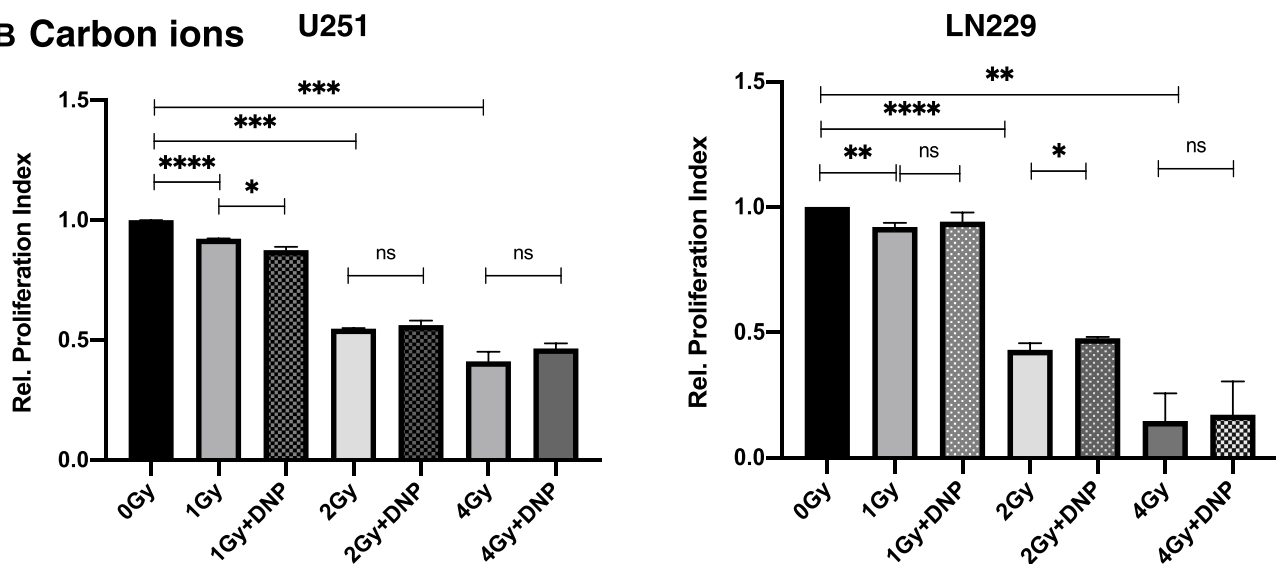 B Carbon ions
U251
Rel. Proliferation Index
1.5
1.0
0.5
0.0
***
***
****
*
ns
ns
0Gy
1Gy
1Gy+DNP
2Gy
2Gy+DNP
4Gy
4Gy+DNP
LN229
Rel. Proliferation Index
1.5
1.0
0.5
0.0
**
****
**
ns
*
ns
0Gy
1Gy
1Gy+DNP
2Gy
2Gy+DNP
4Gy
4Gy+DNP